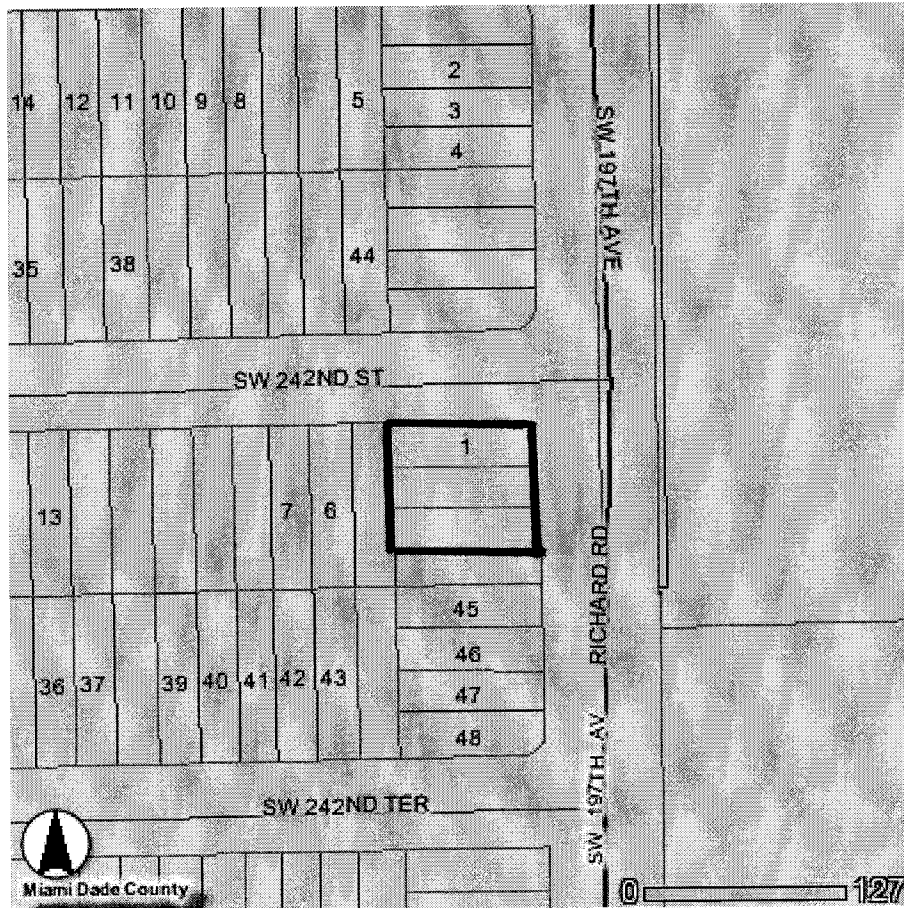 2
14 12 11 10 9 8 5 3
4
SW 197TH AVE
35 38 44
SW 242ND ST
1
13 7 6
RICHARD RD
45
46
36 37 39 40 41 42 43 47
48
SW 197TH AV
SW 242ND TER
Miami Dade County
0 127